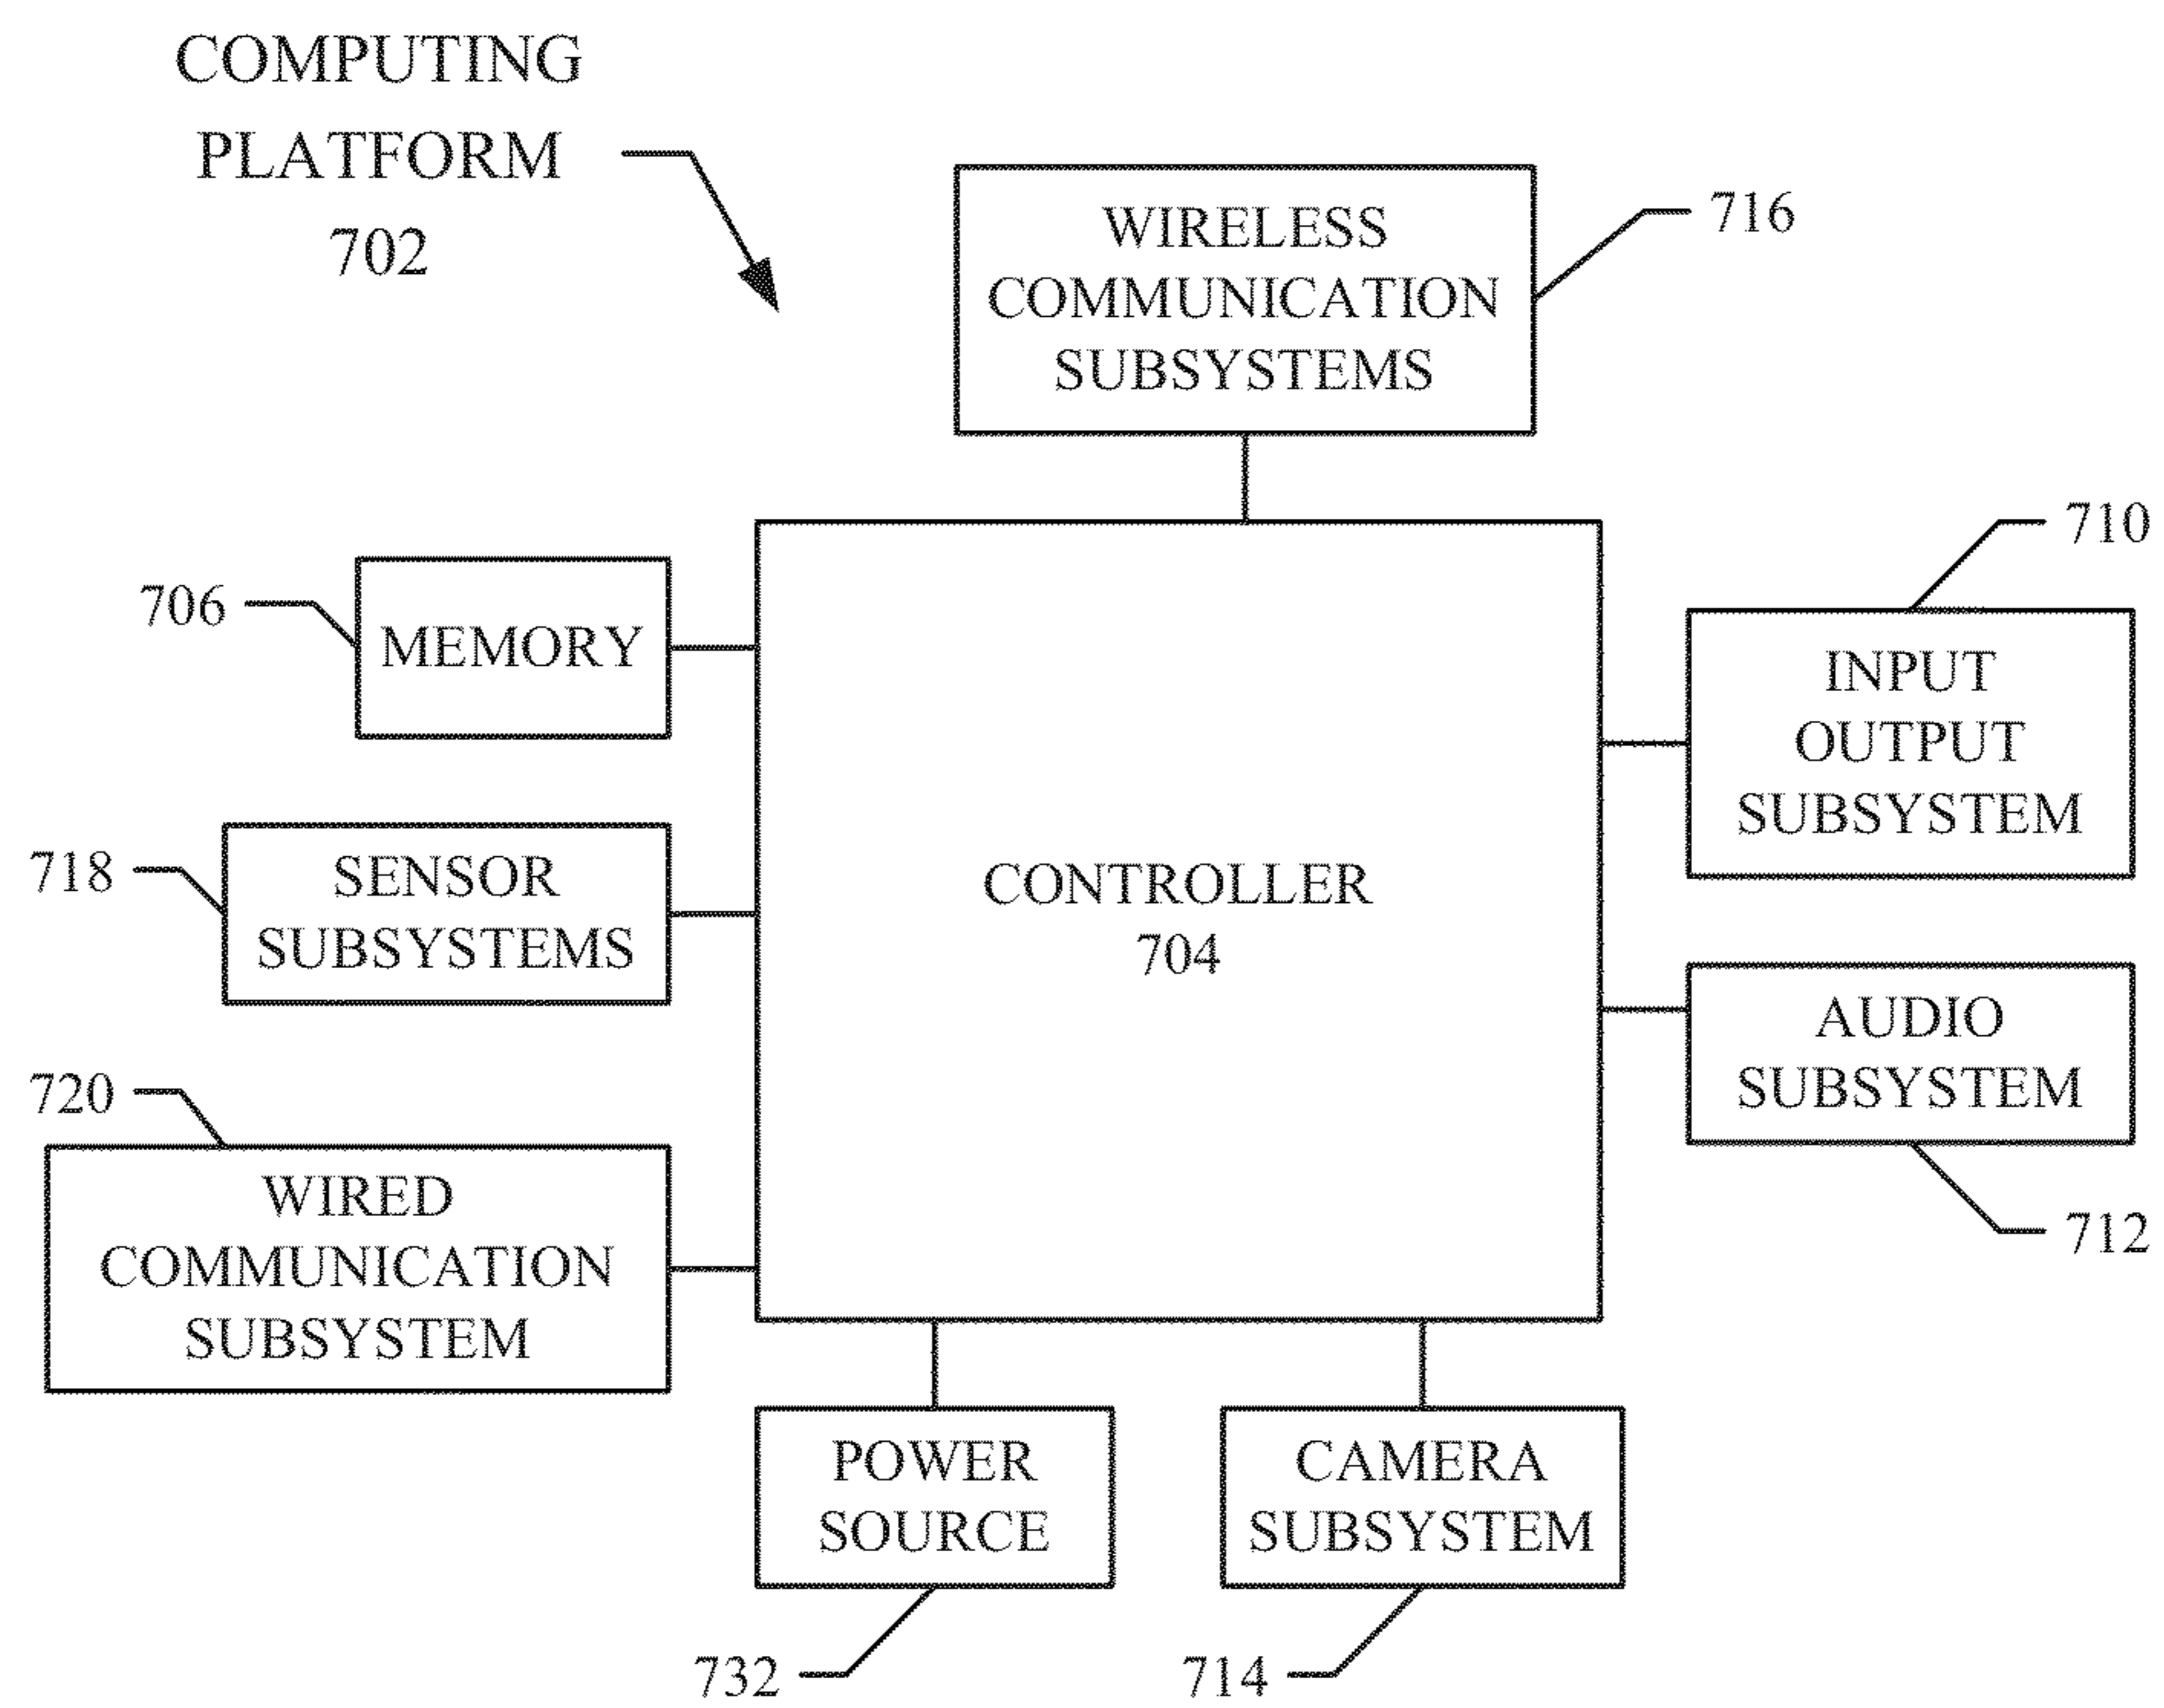 COMPUTING
PLATFORM
702
WIRELESS
COMMUNICATION
SUBSYSTEMS
716
710
706
MEMORY
INPUT
OUTPUT
SUBSYSTEM
718
SENSOR
SUBSYSTEMS
CONTROLLER
704
AUDIO
SUBSYSTEM
712
720
WIRED
COMMUNICATION
SUBSYSTEM
POWER
SOURCE
732
CAMERA
SUBSYSTEM
714